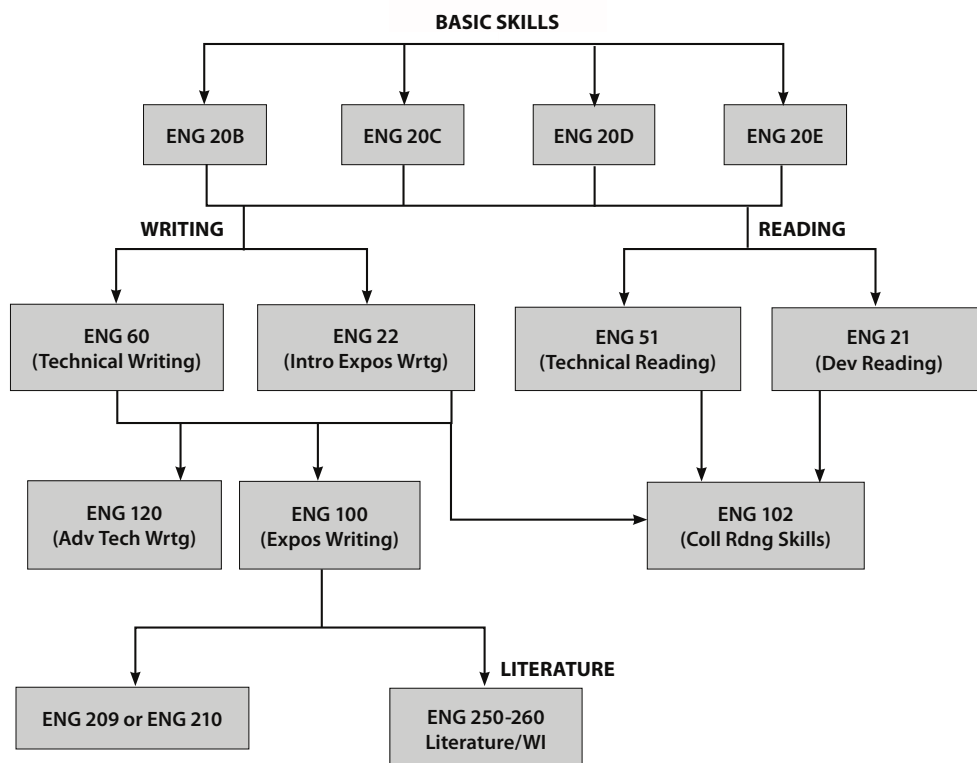 BASIC SKILLS
ENG 20B
ENG 20C
ENG 20D
ENG 20E
WRITING
READING
ENG 60
(Technical Writing)
ENG 22
(Intro Expos Wrtg)
ENG 51
(Technical Reading)
ENG 21
(Dev Reading)
ENG 120
(Adv Tech Wrtg)
ENG 100
(Expos Writing)
ENG 102
(Coll Rdng Skills)
LITERATURE
ENG 209 or ENG 210
ENG 250-260
Literature/WI